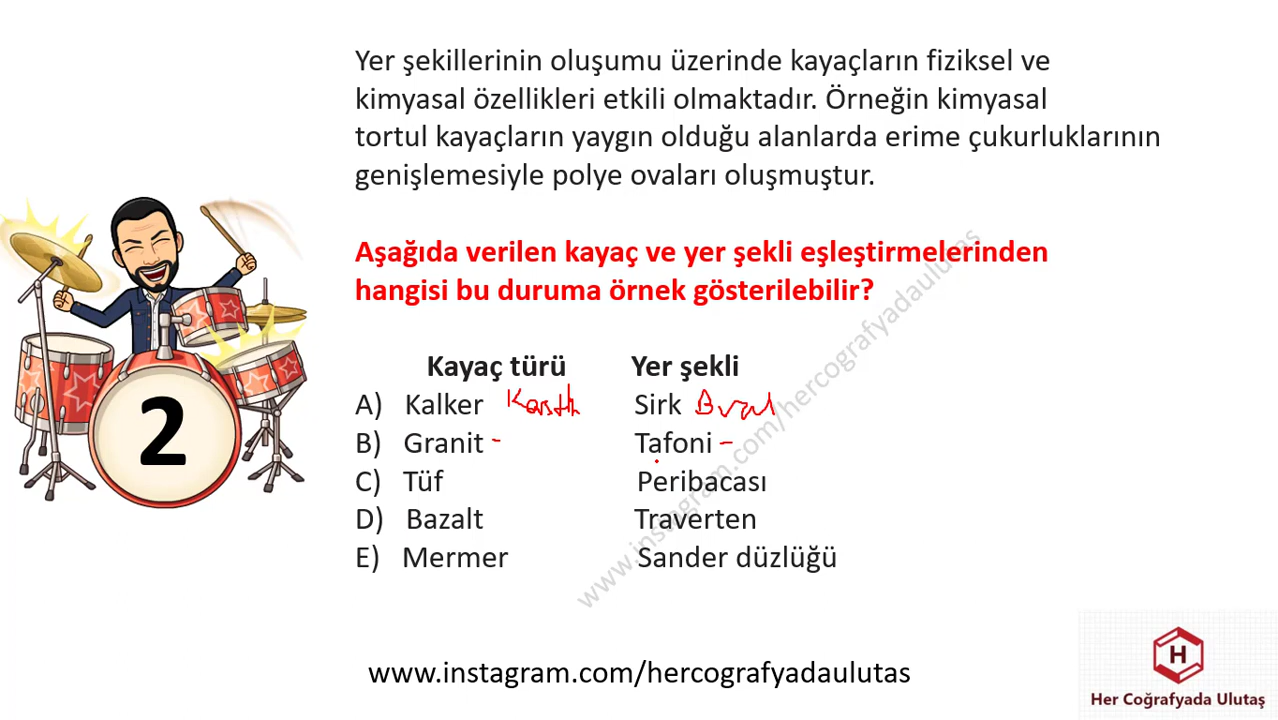 Yer şekillerinin oluşumu üzerinde kayaçların fiziksel ve
kimyasal özellikleri etkili olmaktadır. Örneğin kimyasal
tortul kayaçların yaygın olduğu alanlarda erime çukurluklarının
genişlemesiyle polye ovaları oluşmuştur.
Aşağıda verilen kayaç ve yer şekli eşleştirmelerinden
hangisi bu duruma örnek gösterilebilir?
Kayaç türü Yer şekli
A) Kalker Sirk
B) Granit - Tafoni -
C) Tüf Peribacası
D) Bazalt Traverten
E) Mermer Sander düzlüğü
2
www.instagram.com/hercografyadaulutas
www.instagram.com/hercografyadaulutas
H
Her Coğrafyada Ulutaş